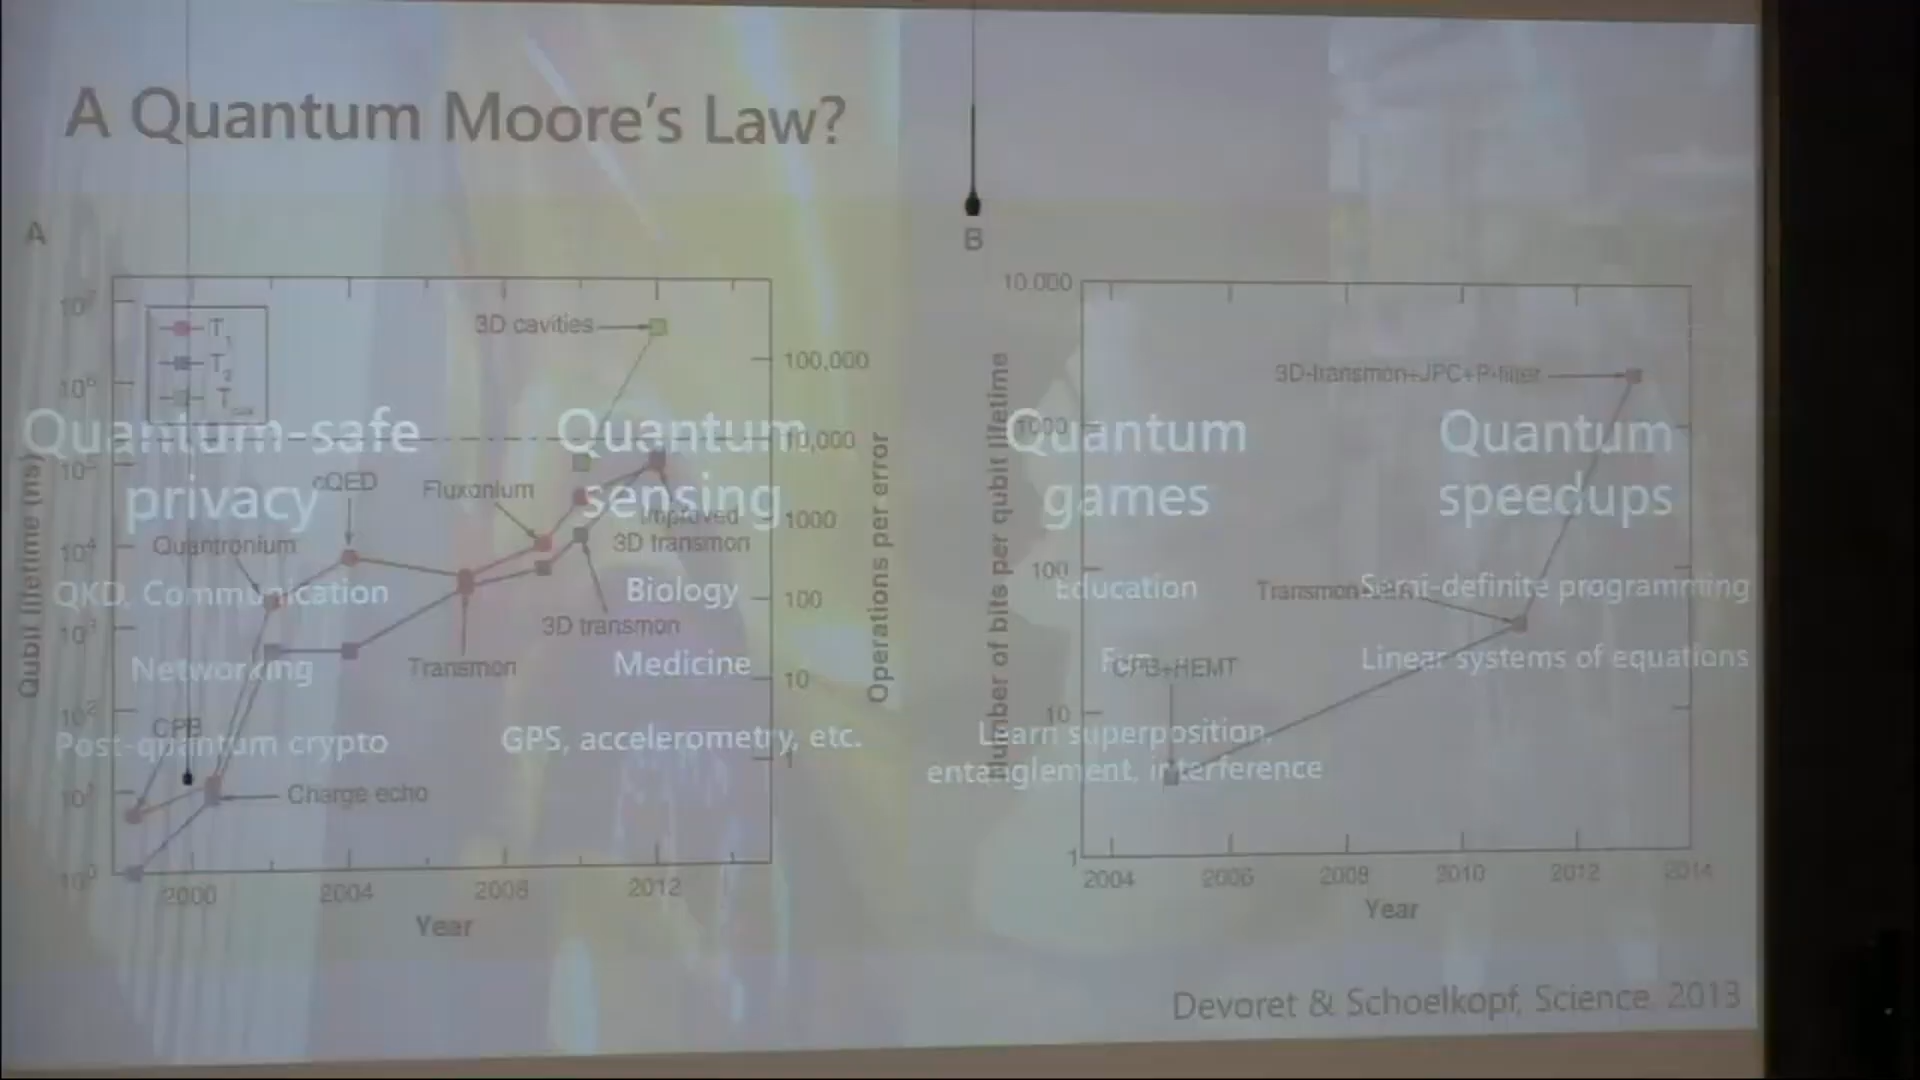 A Quantum Moore's Law?
A
B
10⁷
10⁶
10⁵
10⁴
10³
10²
10¹
10⁰
Qubit lifetime (ns)
T₁
T₂
3D cavities
cQED
Fluxonium
Quantronium
Improved
3D transmon
3D transmon
Transmon
CPB
Charge echo
100,000
10,000
1000
100
10
1
Operations per error
2000
2004
2008
2012
Year
10,000
1000
100
10
1
Number of bits per qubit lifetime
3D-transmon+JPC+P-filter
CPB+HEMT
2004
2006
2008
2010
2012
2014
Year
Quantum-safe
privacy
QKD, Communication
Networking
Post-quantum crypto
Quantum
sensing
Biology
Medicine
GPS, accelerometry, etc.
Quantum
games
Education
Learn superposition,
entanglement, interference
Quantum
speedups
Semi-definite programming
Linear systems of equations
Devoret & Schoelkopf, Science, 2013